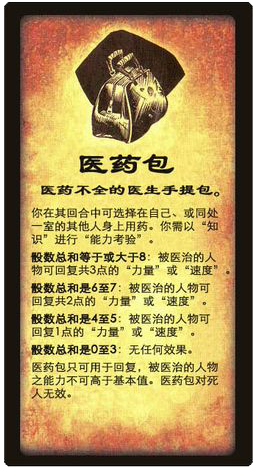 医药包
医药不全的医生手提包。
你在其回合中可选择在自己、或同处
一室的其他人身上用药。你需以“知
识”进行“能力考验”。
骰数总和等于或大于8：被医治的人
物可回复共3点的“力量”或“速度”。
骰数总和是6至7：被医治的人物可
回复共2点的“力量”或“速度”。
骰数总和是4至5：被医治的人物可
回复1点的“力量”或“速度”。
骰数总和是0至3：无任何效果。
医药包只可用于回复，被医治的人物
之能力不可高于基本值。医药包对死
人无效。